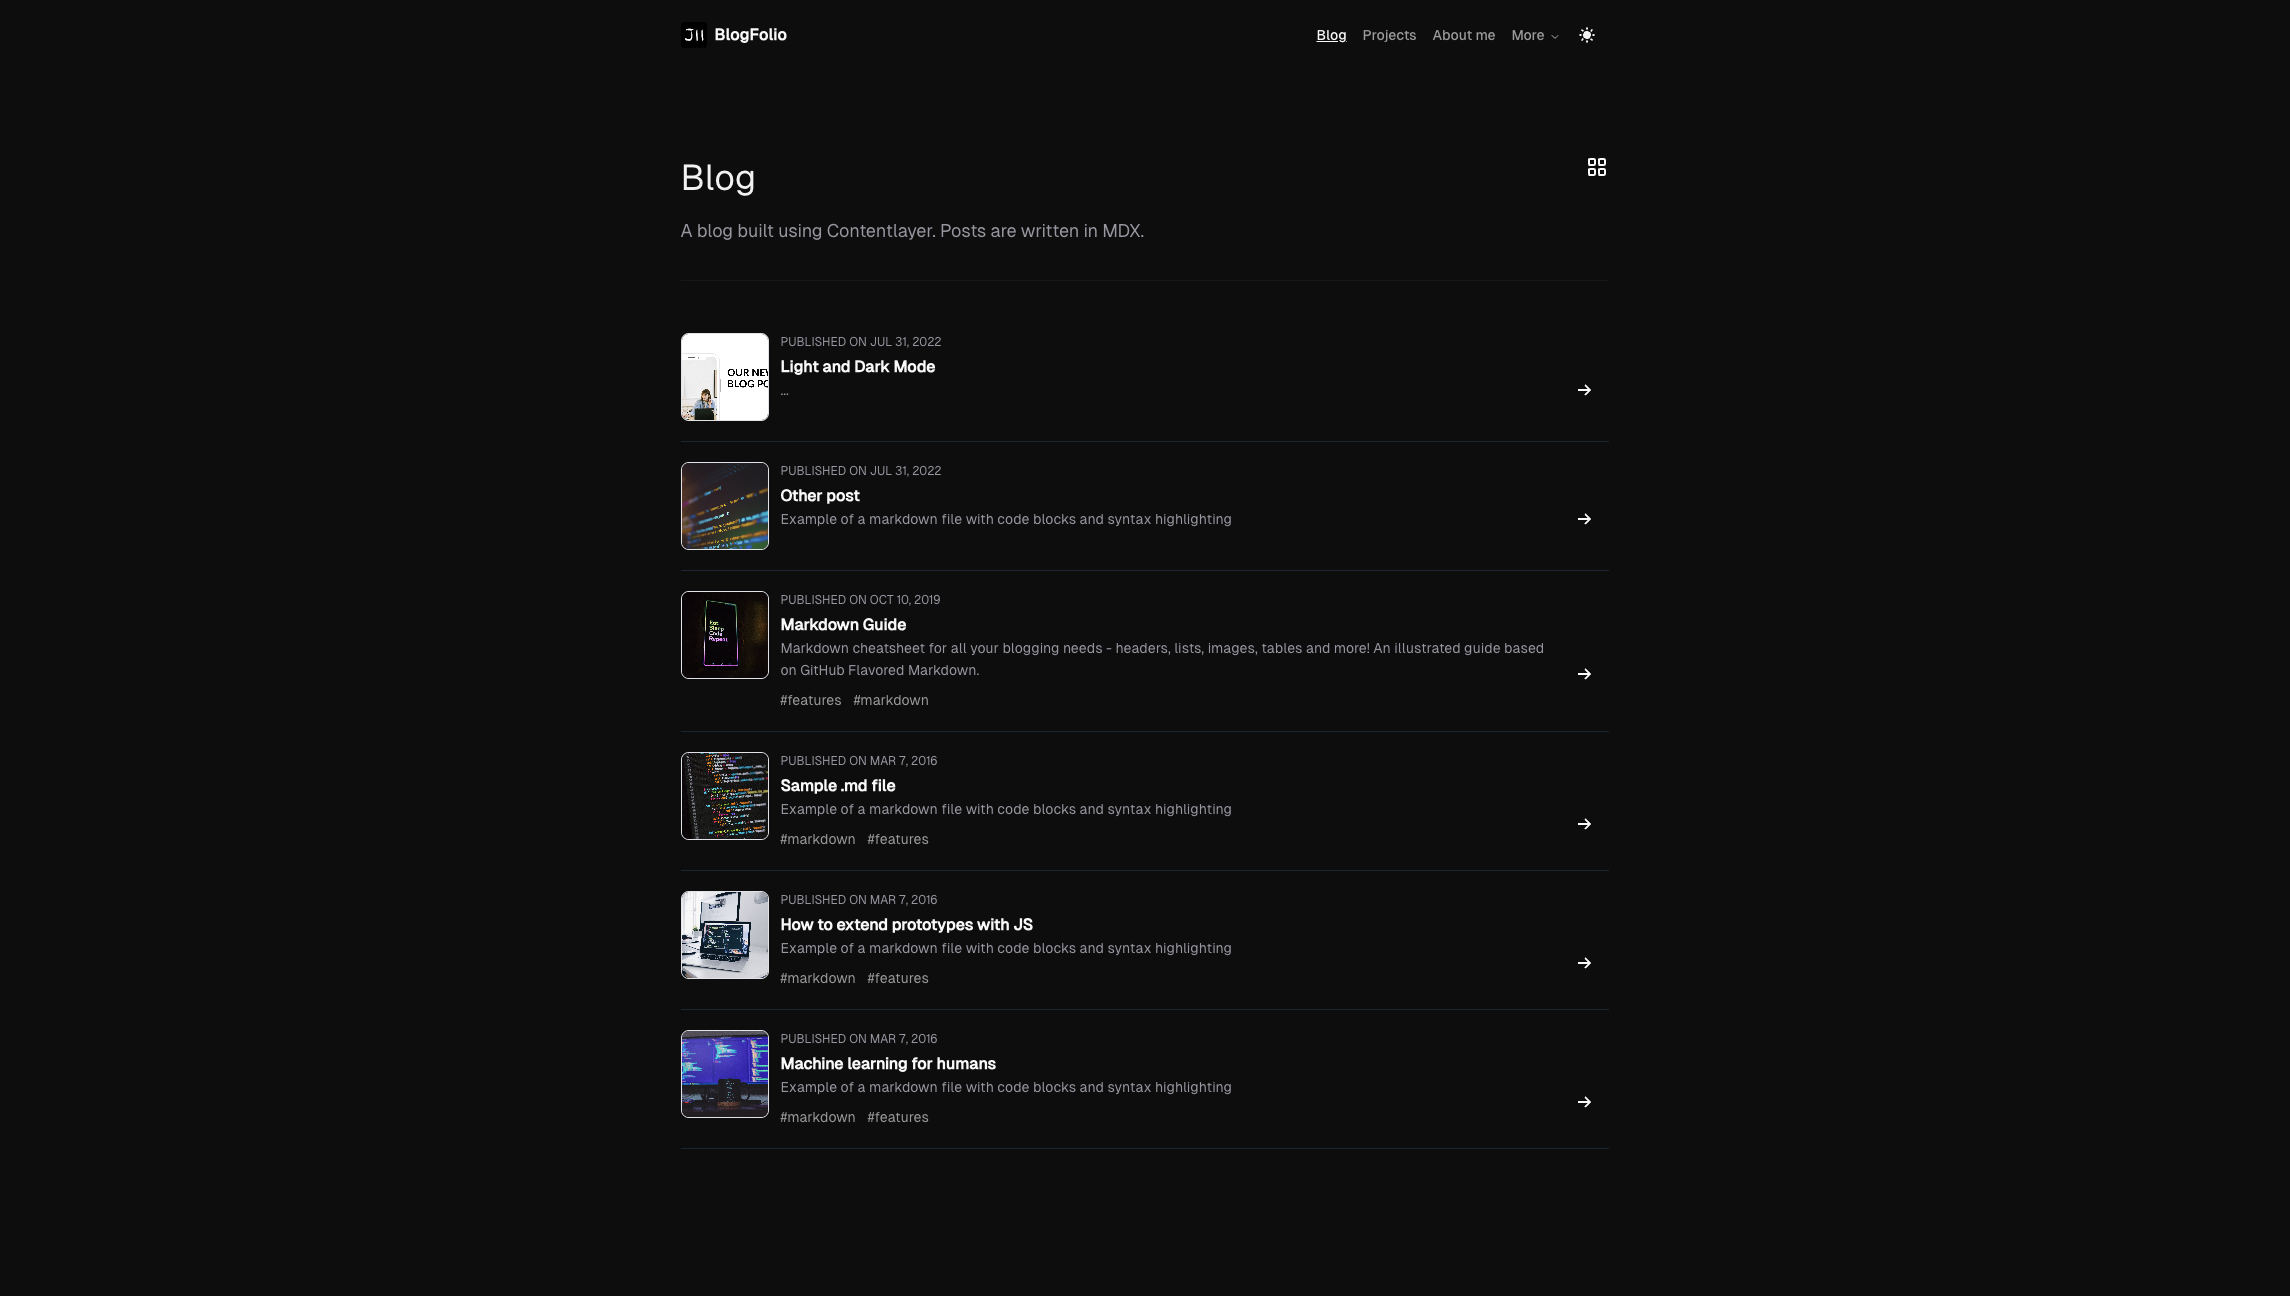 JII BlogFolio Blog Projects About me More
Blog
A blog built using Contentlayer. Posts are written in MDX.
PUBLISHED ON JUL 31, 2022
Light and Dark Mode
...
OUR NEW
BLOG PO
PUBLISHED ON JUL 31, 2022
Other post
Example of a markdown file with code blocks and syntax highlighting
PUBLISHED ON OCT 10, 2019
Markdown Guide
Markdown cheatsheet for all your blogging needs - headers, lists, images, tables and more! An illustrated guide based
on GitHub Flavored Markdown.
#features #markdown
Eat
Sleep
Code
Repeat
PUBLISHED ON MAR 7, 2016
Sample .md file
Example of a markdown file with code blocks and syntax highlighting
#markdown #features
PUBLISHED ON MAR 7, 2016
How to extend prototypes with JS
Example of a markdown file with code blocks and syntax highlighting
#markdown #features
PUBLISHED ON MAR 7, 2016
Machine learning for humans
Example of a markdown file with code blocks and syntax highlighting
#markdown #features